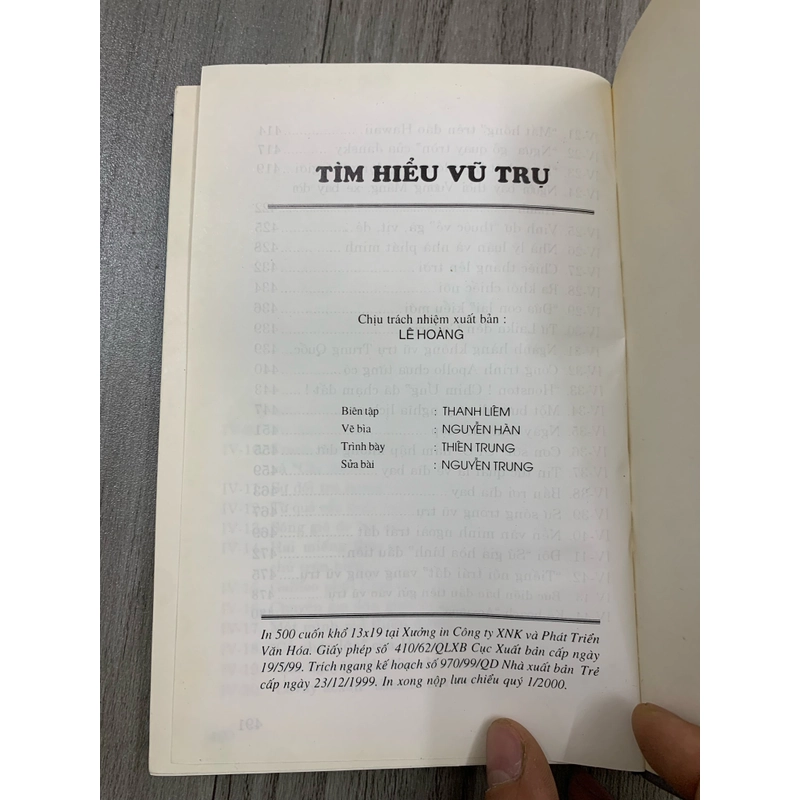 TÌM HIỂU VŨ TRỤ
Chịu trách nhiệm xuất bản :
LÊ HOÀNG
Biên tập : THANH LIÊM
Vẽ bìa : NGUYỄN HÂN
Trình bày : THIÊN TRUNG
Sửa bài : NGUYỄN TRUNG
In 500 cuốn khổ 13x19 tại Xưởng in Công ty XNK và Phát Triển
Văn Hóa. Giấy phép số 410/62/QLXB Cục Xuất bản cấp ngày
19/5/99. Trích ngang kế hoạch số 970/99/QD Nhà xuất bản Trẻ
cấp ngày 23/12/1999. In xong nộp lưu chiểu quý 1/2000.